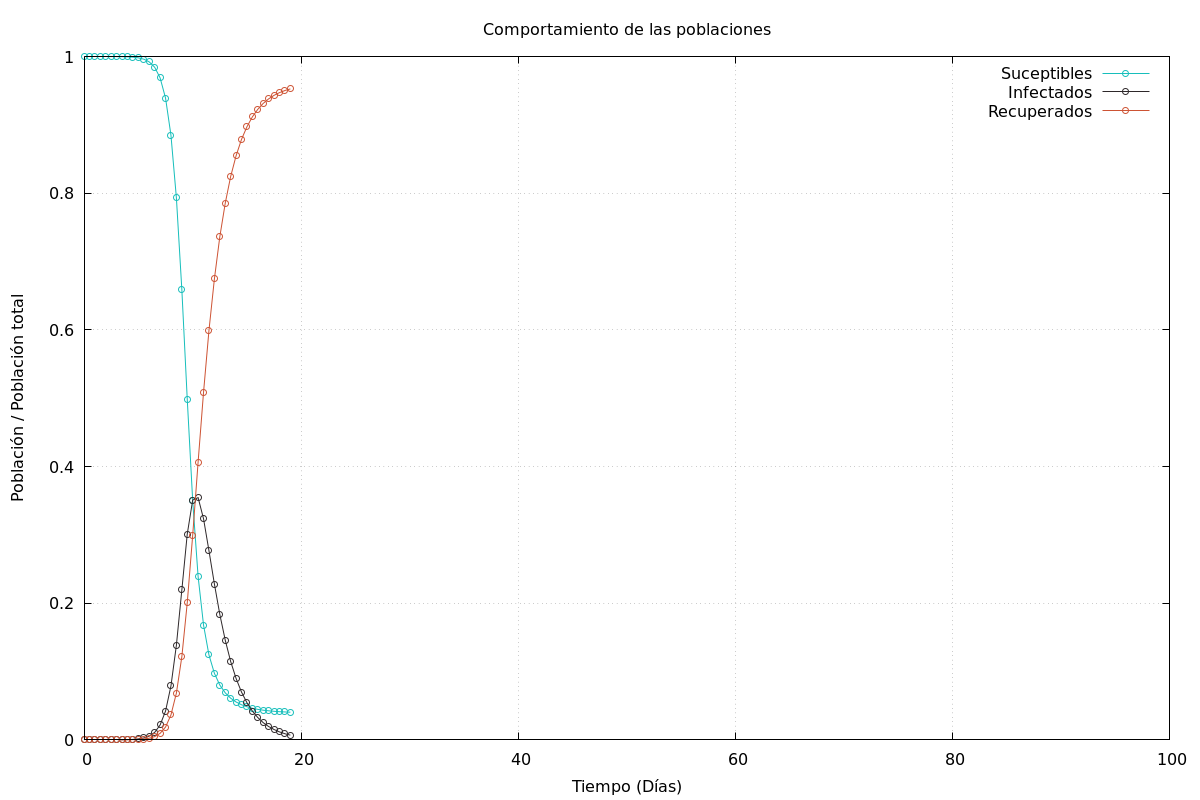 Comportamiento de las poblaciones
Suceptibles
Infectados
Recuperados
1
0.8
0.6
0.4
0.2
0
Población / Población total
0 20 40 60 80 100
Tiempo (Días)